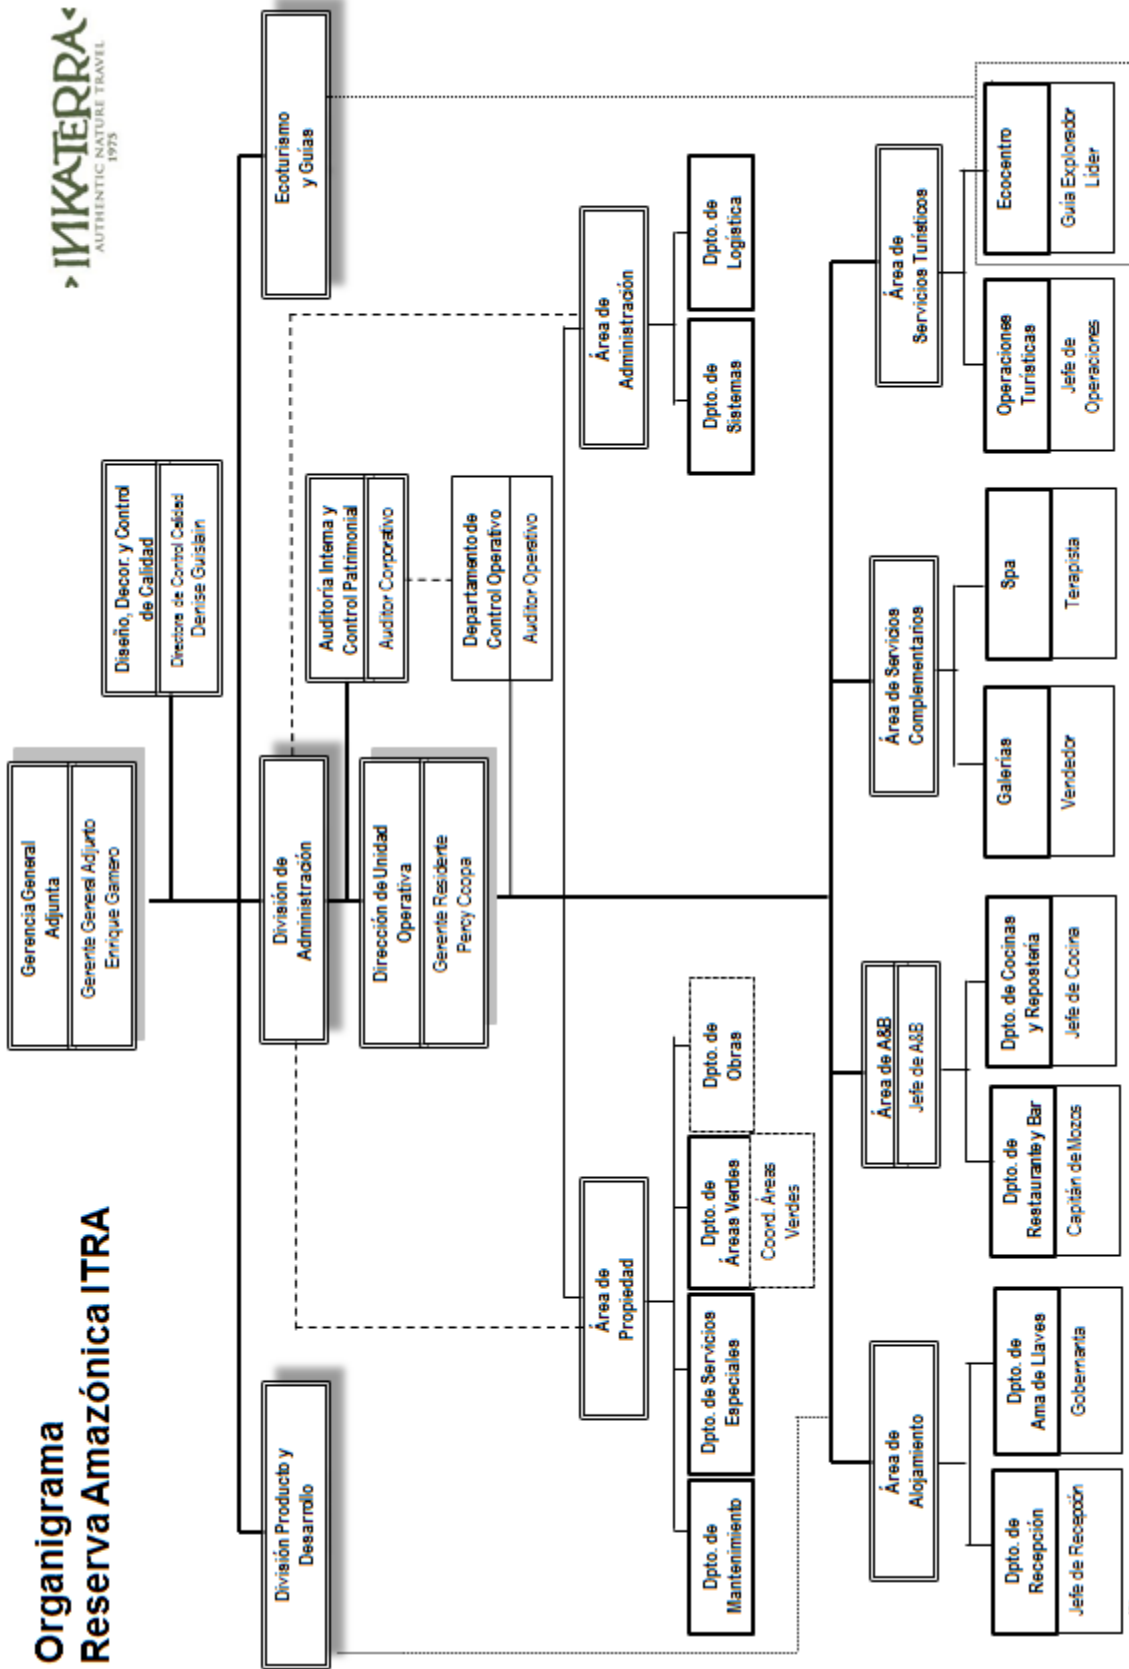 Organigrama
Reserva Amazónica ITRA
›INKATERRA‹
AUTHENTIC NATURE TRAVEL
1975
Gerencia General
Adjunta
Gerente General Adjunto
Enrique Gamero
Diseño, Decor. y Control
de Calidad
Directora de Control Calidad
Denise Guislain
División Producto y
Desarrollo
División de
Administración
Ecoturismo
y Guías
Auditoría Interna y
Control Patrimonial
Auditor Corporativo
Dirección de Unidad
Operativa
Gerente Residente
Percy Ccopa
Departamento de
Control Operativo
Auditor Operativo
Área de
Propiedad
Área de
Administración
Dpto. de
Mantenimiento
Dpto. de Servicios
Especiales
Dpto. de
Áreas Verdes
Coord. Áreas
Verdes
Dpto. de
Obras
Dpto. de
Sistemas
Dpto. de
Logística
Área de
Alojamiento
Área de A&B
Jefe de A&B
Área de Servicios
Complementarios
Área de
Servicios Turísticos
Dpto. de
Recepción
Jefe de Recepción
Dpto. de
Ama de Llaves
Gobernanta
Dpto. de
Restaurante y Bar
Capitán de Mozos
Dpto. de Cocinas
y Repostería
Jefe de Cocina
Galerías
Vendedor
Spa
Terapista
Operaciones
Turísticas
Jefe de
Operaciones
Ecocentro
Guía Explorador
Líder